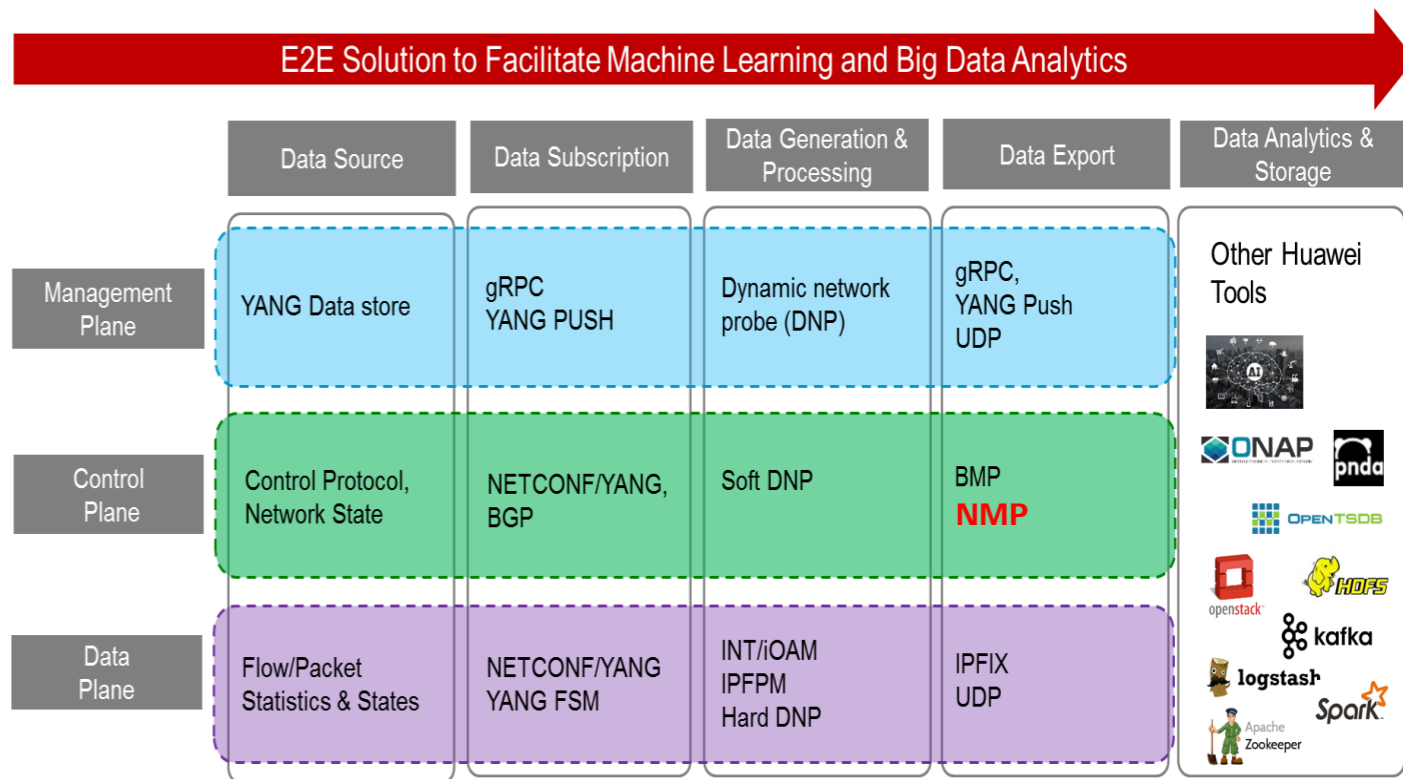 E2E Solution to Facilitate Machine Learning and Big Data Analytics
Data Source
Data Subscription
Data Generation &
Processing
Data Export
Data Analytics &
Storage
Management
Plane
YANG Data store
gRPC
YANG PUSH
Dynamic network
probe (DNP)
gRPC,
YANG Push
UDP
Control
Plane
Control Protocol,
Network State
NETCONF/YANG,
BGP
Soft DNP
BMP
NMP
Data
Plane
Flow/Packet
Statistics & States
NETCONF/YANG
YANG FSM
INT/iOAM
IPFPM
Hard DNP
IPFIX
UDP
Other Huawei
Tools
AI
ONAP
pnda
OPENTSDB
openstack
HDFS
kafka
logstash
Spark
Apache
Zookeeper